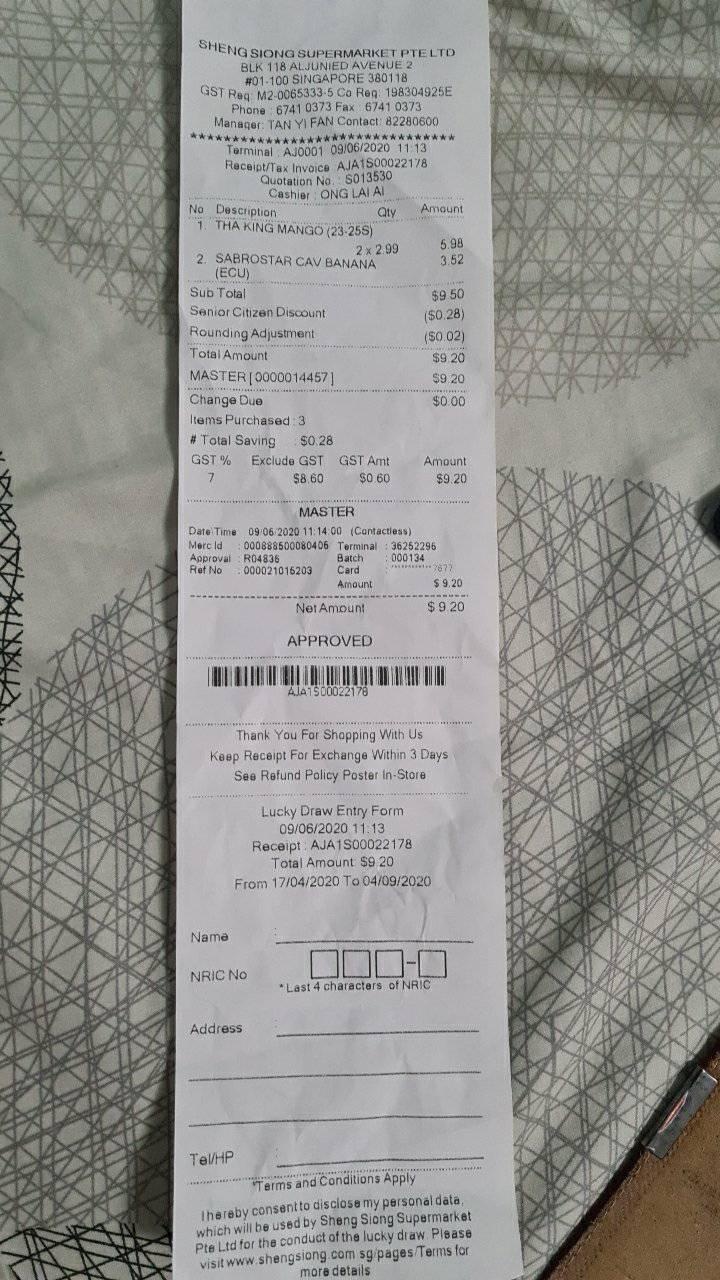 SHENG SIONG SUPERMARKET PTE LTD
BLK 118 ALJUNIED AVENUE 2
#01-100 SINGAPORE 380118
GST Reg: M2-0065333-5 Co Reg: 198304925E
Phone : 6741 0373 Fax : 6741 0373
Manager: TAN YI FAN Contact: 82280600
************************************
Terminal : AJ0001 09/06/2020 11:13
Receipt/Tax Invoice AJA1S00022178
Quotation No. : S013530
Cashier : ONG LAI AI
No Description Qty Amount
1. THA KING MANGO (23-25S)
2 x 2.99 5.98
2. SABROSTAR CAV BANANA 3.52
(ECU)
Sub Total $9.50
Senior Citizen Discount ($0.28)
Rounding Adjustment ($0.02)
Total Amount $9.20
MASTER [ 0000014457 ] $9.20
Change Due $0.00
Items Purchased : 3
# Total Saving : $0.28
GST % Exclude GST GST Amt Amount
7 $8.60 $0.60 $9.20
MASTER
Date/Time 09/06/2020 11:14:00 (Contactless)
Merc Id : 000888500080406 Terminal : 36252296
Approval : R04836 Batch : 000134
Ref No : 000021016203 Card : ************7677
Amount $ 9.20
Net Amount $ 9.20
APPROVED
AJA1S00022178
Thank You For Shopping With Us
Keep Receipt For Exchange Within 3 Days
See Refund Policy Poster In-Store
Lucky Draw Entry Form
09/06/2020 11:13
Receipt : AJA1S00022178
Total Amount: $9.20
From 17/04/2020 To 04/09/2020
Name :
NRIC No
* Last 4 characters of NRIC
Address :
Tel/HP :
*Terms and Conditions Apply
I hereby consent to disclose my personal data,
which will be used by Sheng Siong Supermarket
Pte Ltd for the conduct of the lucky draw. Please
visit www.shengsiong.com.sg/pages/Terms for
more details